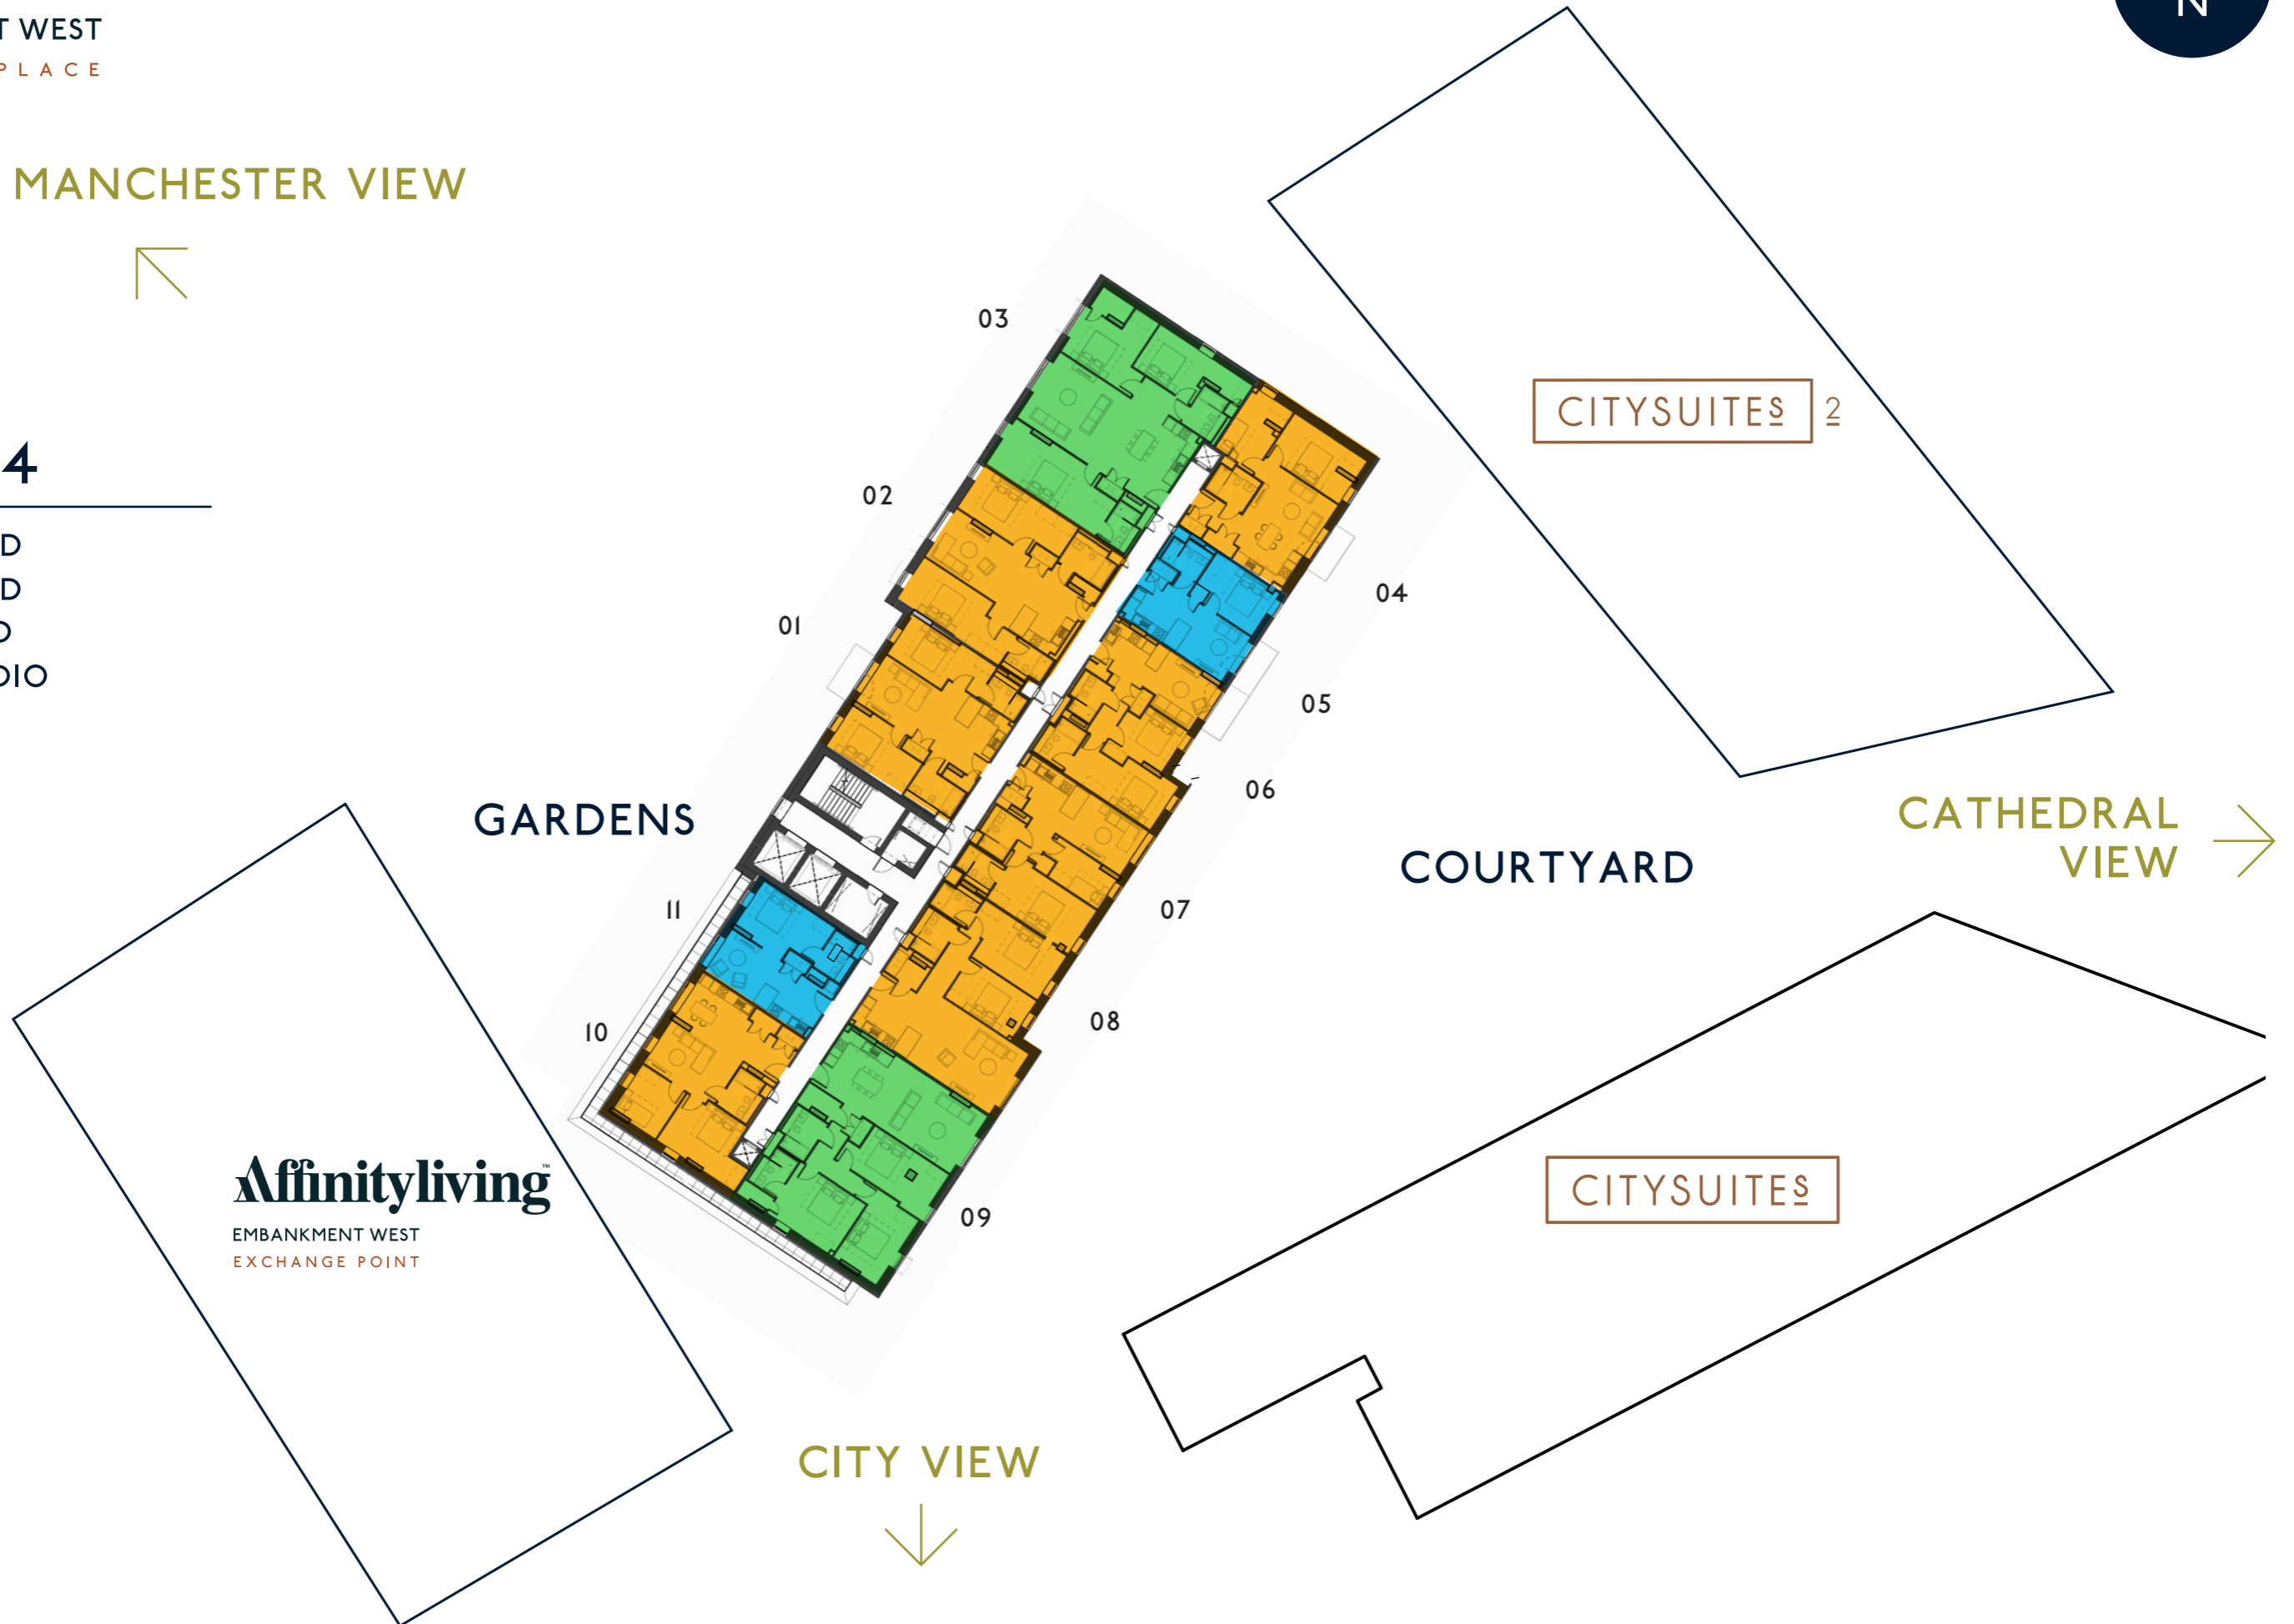 T WEST
PLACE
N
MANCHESTER VIEW
4
D
D
D
DIO
03
02
01
04
05
06
07
08
09
10
11
CITYSUITES 2
GARDENS
COURTYARD
CATHEDRAL
VIEW
Affinityliving™
EMBANKMENT WEST
EXCHANGE POINT
CITYSUITES
CITY VIEW